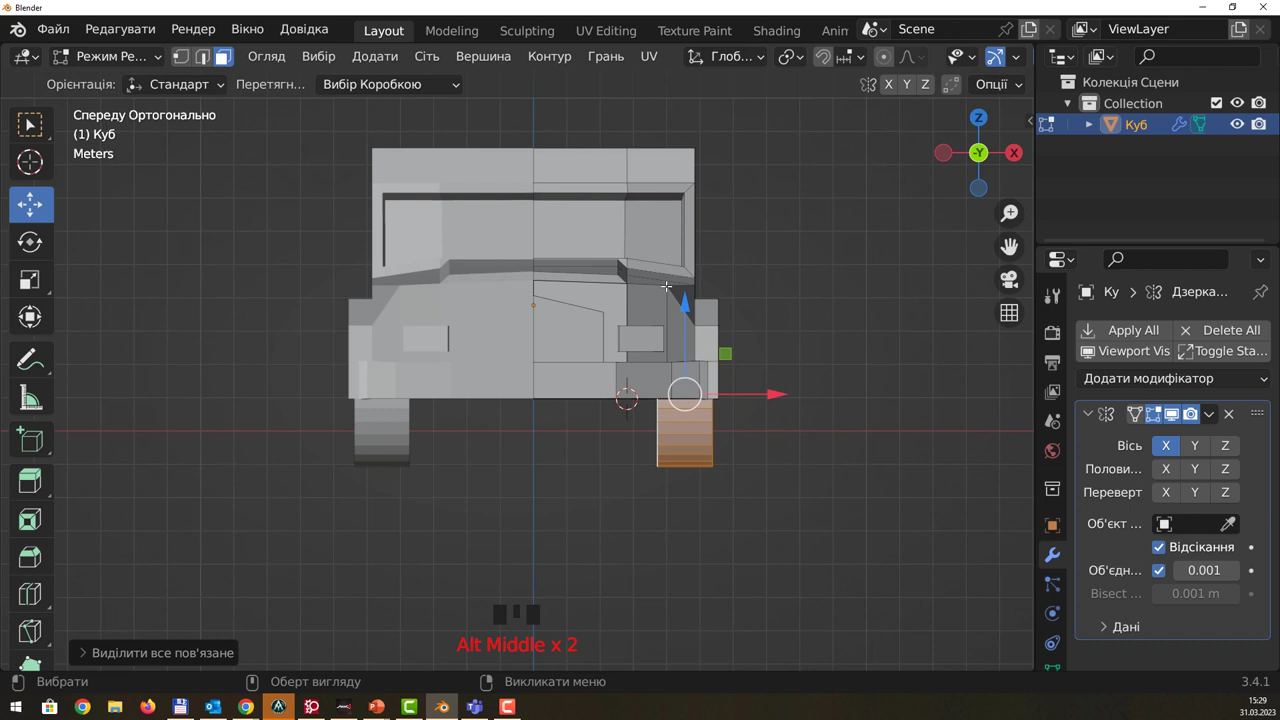 Blender
Файл
Редагувати
Рендер
Вікно
Довідка
Layout
Modeling
Sculpting
UV Editing
Texture Paint
Shading
Anim
Scene
ViewLayer
Режим Ре...
Огляд
Вибір
Додати
Сіть
Вершина
Контур
Грань
UV
Глоб...
Орієнтація:
Стандарт
Перетягн...
Вибір Коробкою
X
Y
Z
Опції
Спереду Ортогонально
(1) Куб
Meters
Z
-Y
X
Колекція Сцени
Collection
Куб
Ку
Дзерка...
Apply All
Delete All
Viewport Vis
Toggle Sta...
Додати модифікатор
Вісь
X
Y
Z
Полови...
X
Y
Z
Переверт
X
Y
Z
Об'єкт ...
Відсікання
Об'єдн...
0.001
Bisect ...
0.001 m
Дані
Alt Middle x 2
Виділити все пов'язане
Вибрати
Оберт вигляду
Викликати меню
3.4.1
15:29
31.03.2023